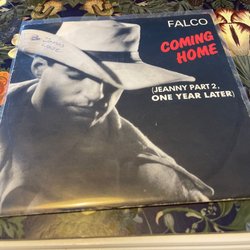 FALCO
COMING
HOME
(JEANNY PART 2,
ONE YEAR LATER)